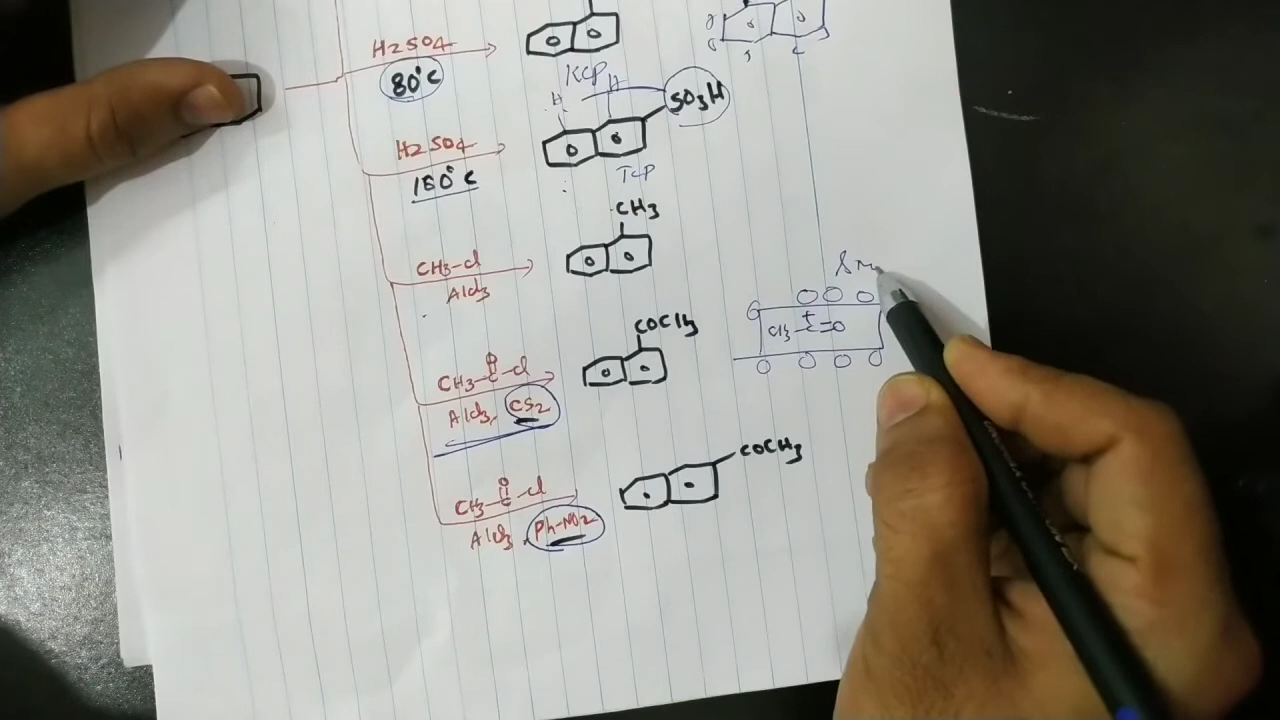 H2SO4
80°C
KCP
H2SO4
H H SO3H
160°C
TCP
CH3-Cl
AlCl3
CH3
CH3-C-Cl
O
AlCl3, CS2
COCH3
CH3-C=O
+
CH3-C-Cl
O
AlCl3, Ph-NO2
COCH3